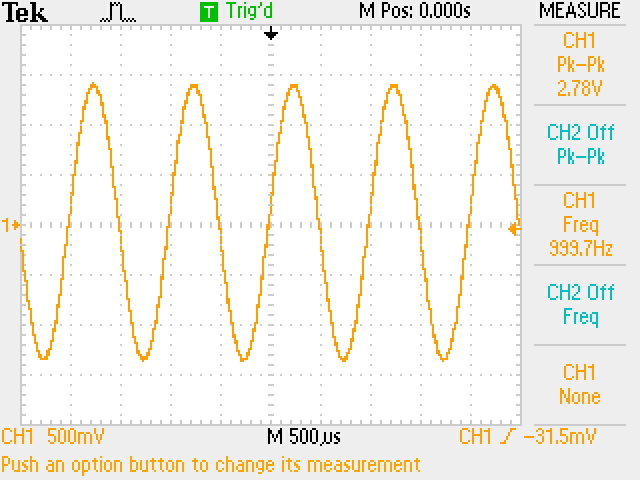 Tek T Trig'd M Pos: 0.000s MEASURE
CH1
Pk-Pk
2.78V
CH2 Off
Pk-Pk
1
CH1
Freq
999.7Hz
CH2 Off
Freq
CH1
None
CH1 500mV M 500µs CH1 -31.5mV
Push an option button to change its measurement